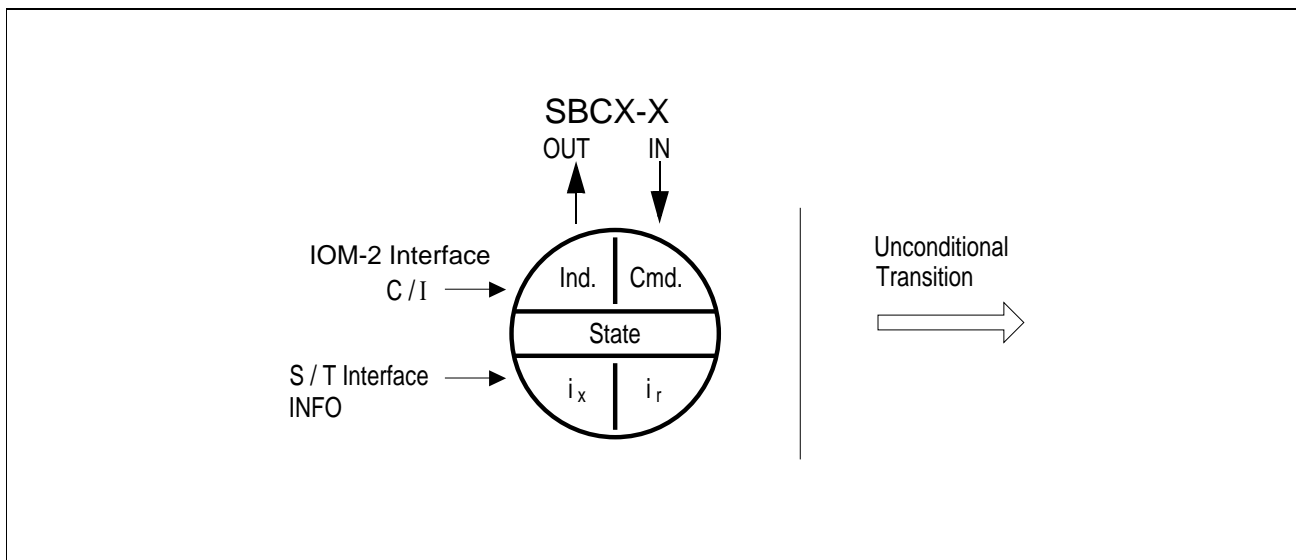 SBCX-X
OUT IN
IOM-2 Interface
C / I
Ind. Cmd.
State
S / T Interface
INFO
i x i r
Unconditional
Transition